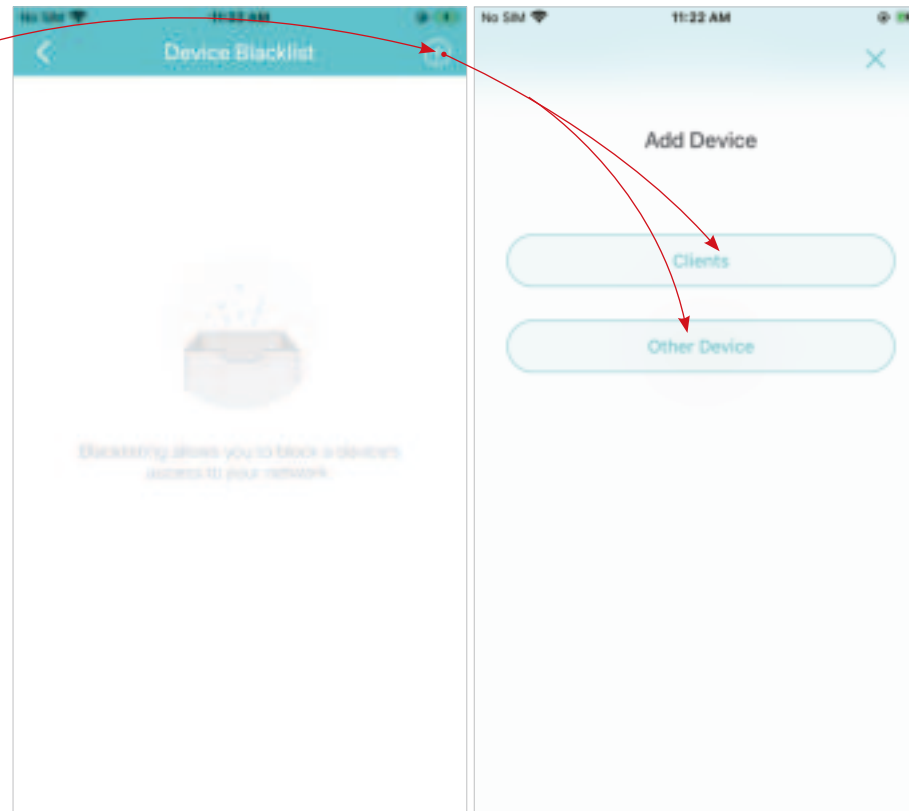 No SIM 11:22 AM
Device Blacklist
Blacklisting allows you to block a device's
access to your network.
No SIM 11:22 AM
Add Device
Clients
Other Device